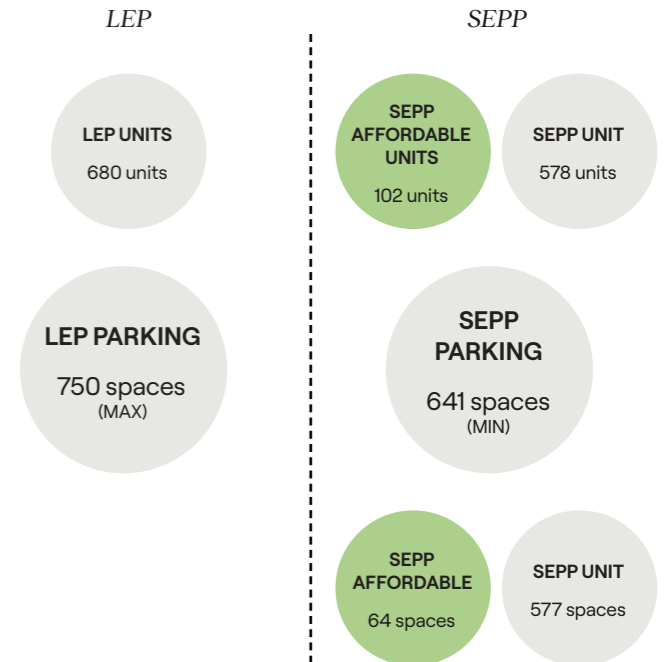 LEP
SEPP
LEP UNITS
680 units
SEPP
AFFORDABLE
UNITS
102 units
SEPP UNIT
578 units
LEP PARKING
750 spaces
(MAX)
SEPP
PARKING
641 spaces
(MIN)
SEPP
AFFORDABLE
64 spaces
SEPP UNIT
577 spaces